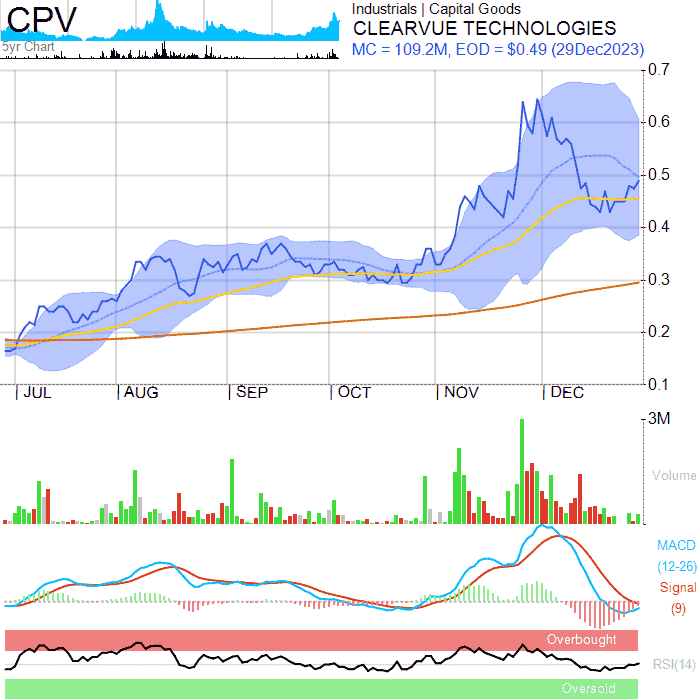 CPV
5yr Chart
Industrials | Capital Goods
CLEARVUE TECHNOLOGIES
MC = 109.2M, EOD = $0.49 (29Dec2023)
0.7
0.6
0.5
0.4
0.3
0.2
0.1
JUL AUG SEP OCT NOV DEC
3M
Volume
MACD
(12-26)
Signal
(9)
Overbought
RSI(14)
Oversold